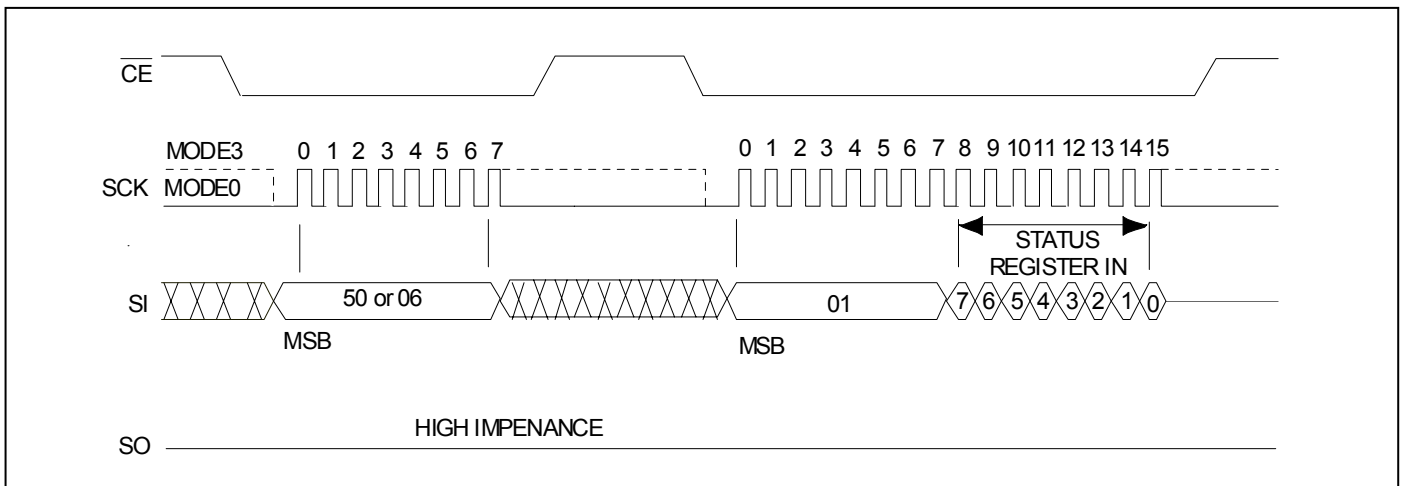 CE
MODE3 0 1 2 3 4 5 6 7 0 1 2 3 4 5 6 7 8 9 10 11 12 13 14 15
SCK MODE0
STATUS
REGISTER IN
SI 50 or 06 01 7 6 5 4 3 2 1 0
MSB MSB
HIGH IMPENANCE
SO